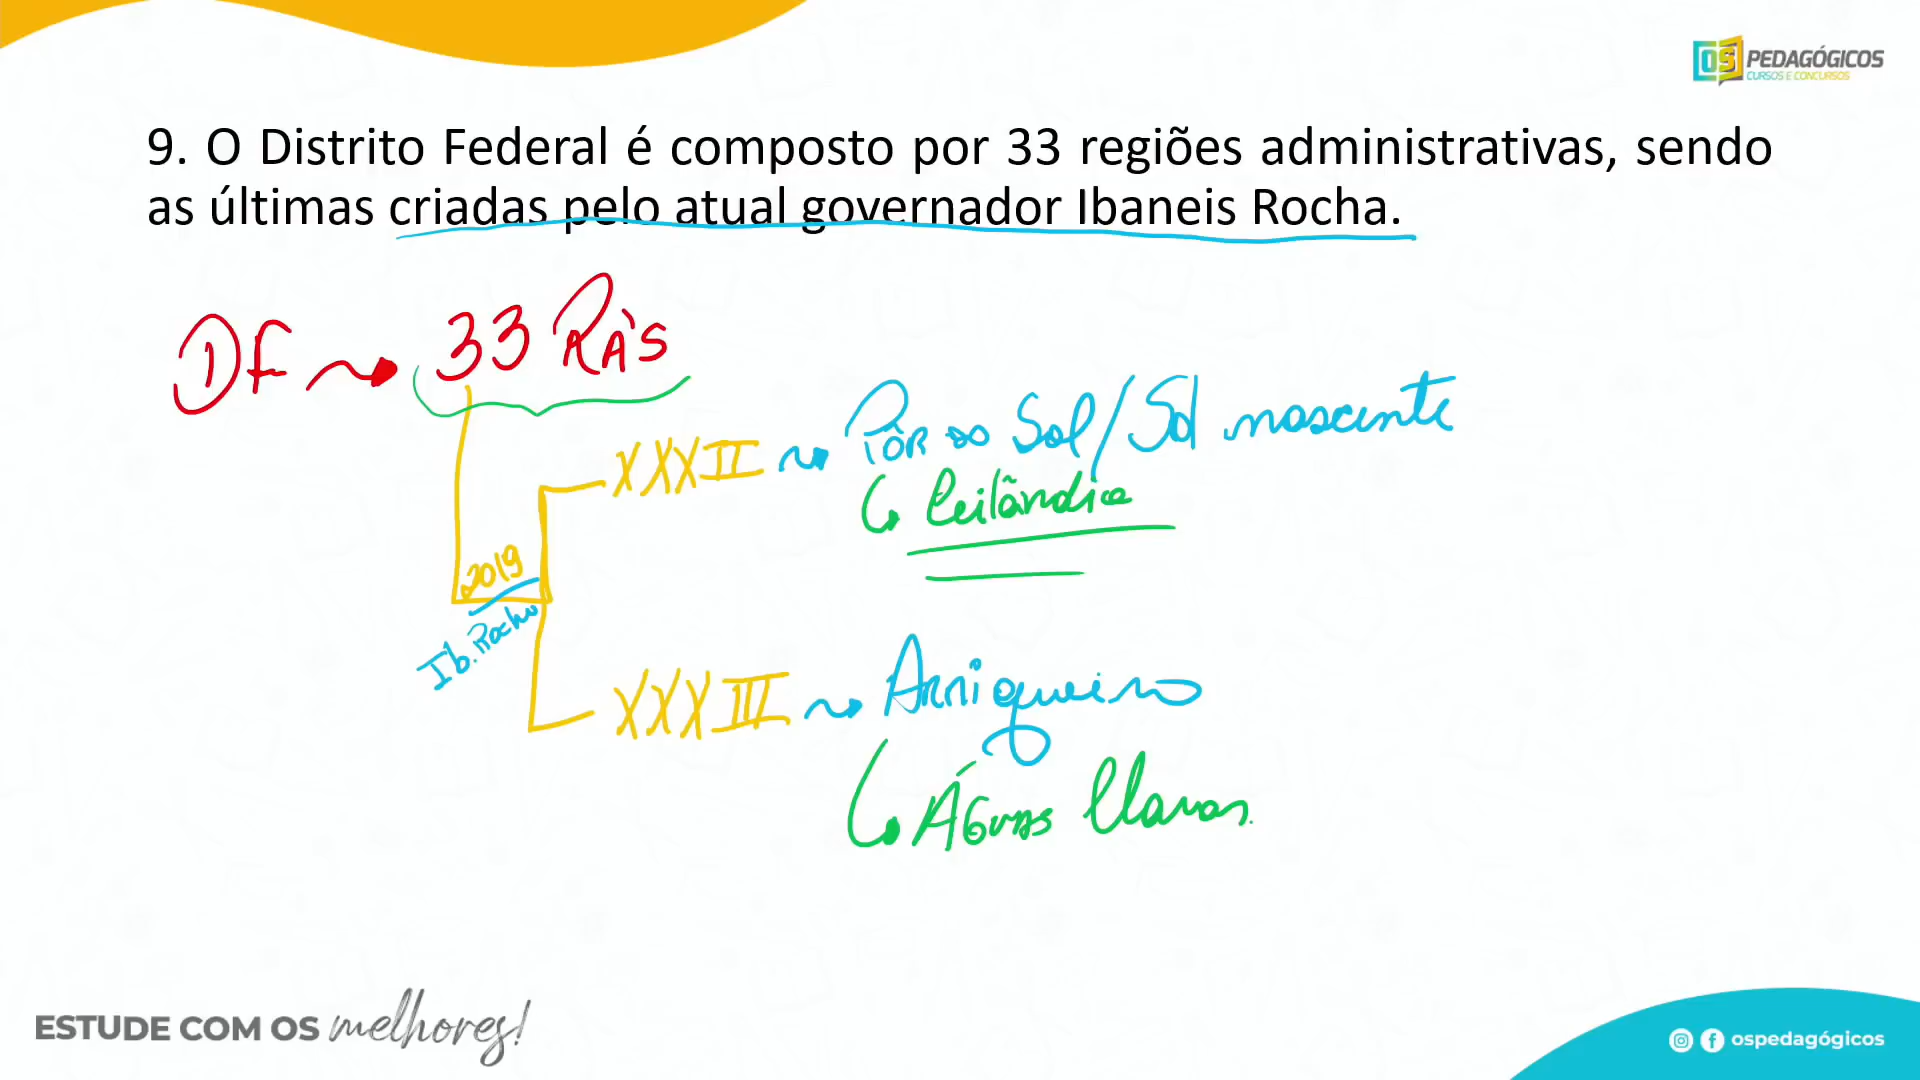 OS PEDAGÓGICOS
CURSOS E CONCURSOS
9. O Distrito Federal é composto por 33 regiões administrativas, sendo
as últimas criadas pelo atual governador Ibaneis Rocha.
DF 33 RA's
XXXII Pôr do Sol/Sol nascente
Ceilândia
2019
Ib. Rocha
XXXIII Arniqueira
Águas Claras.
ESTUDE COM OS melhores!
ospedagógicos